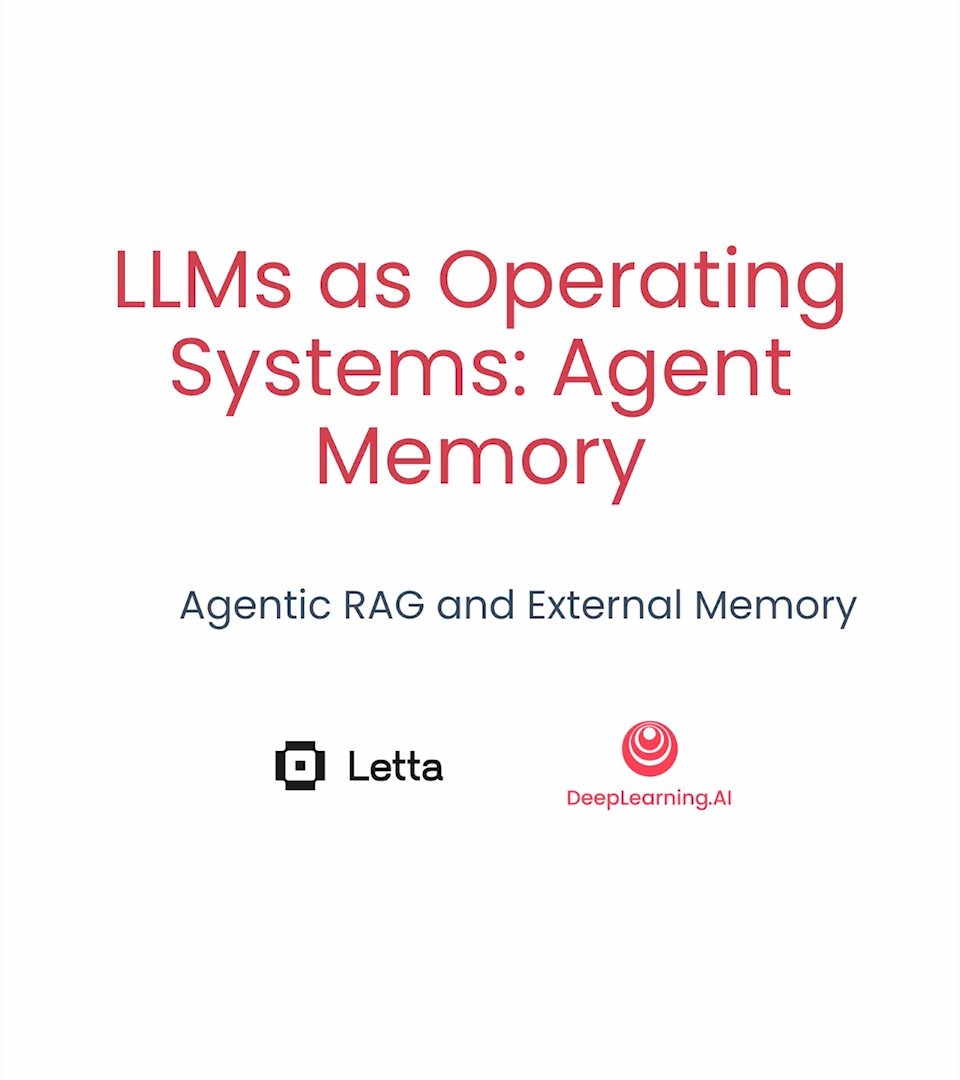 LLMs as Operating
Systems: Agent
Memory
Agentic RAG and External Memory
Letta
DeepLearning.AI